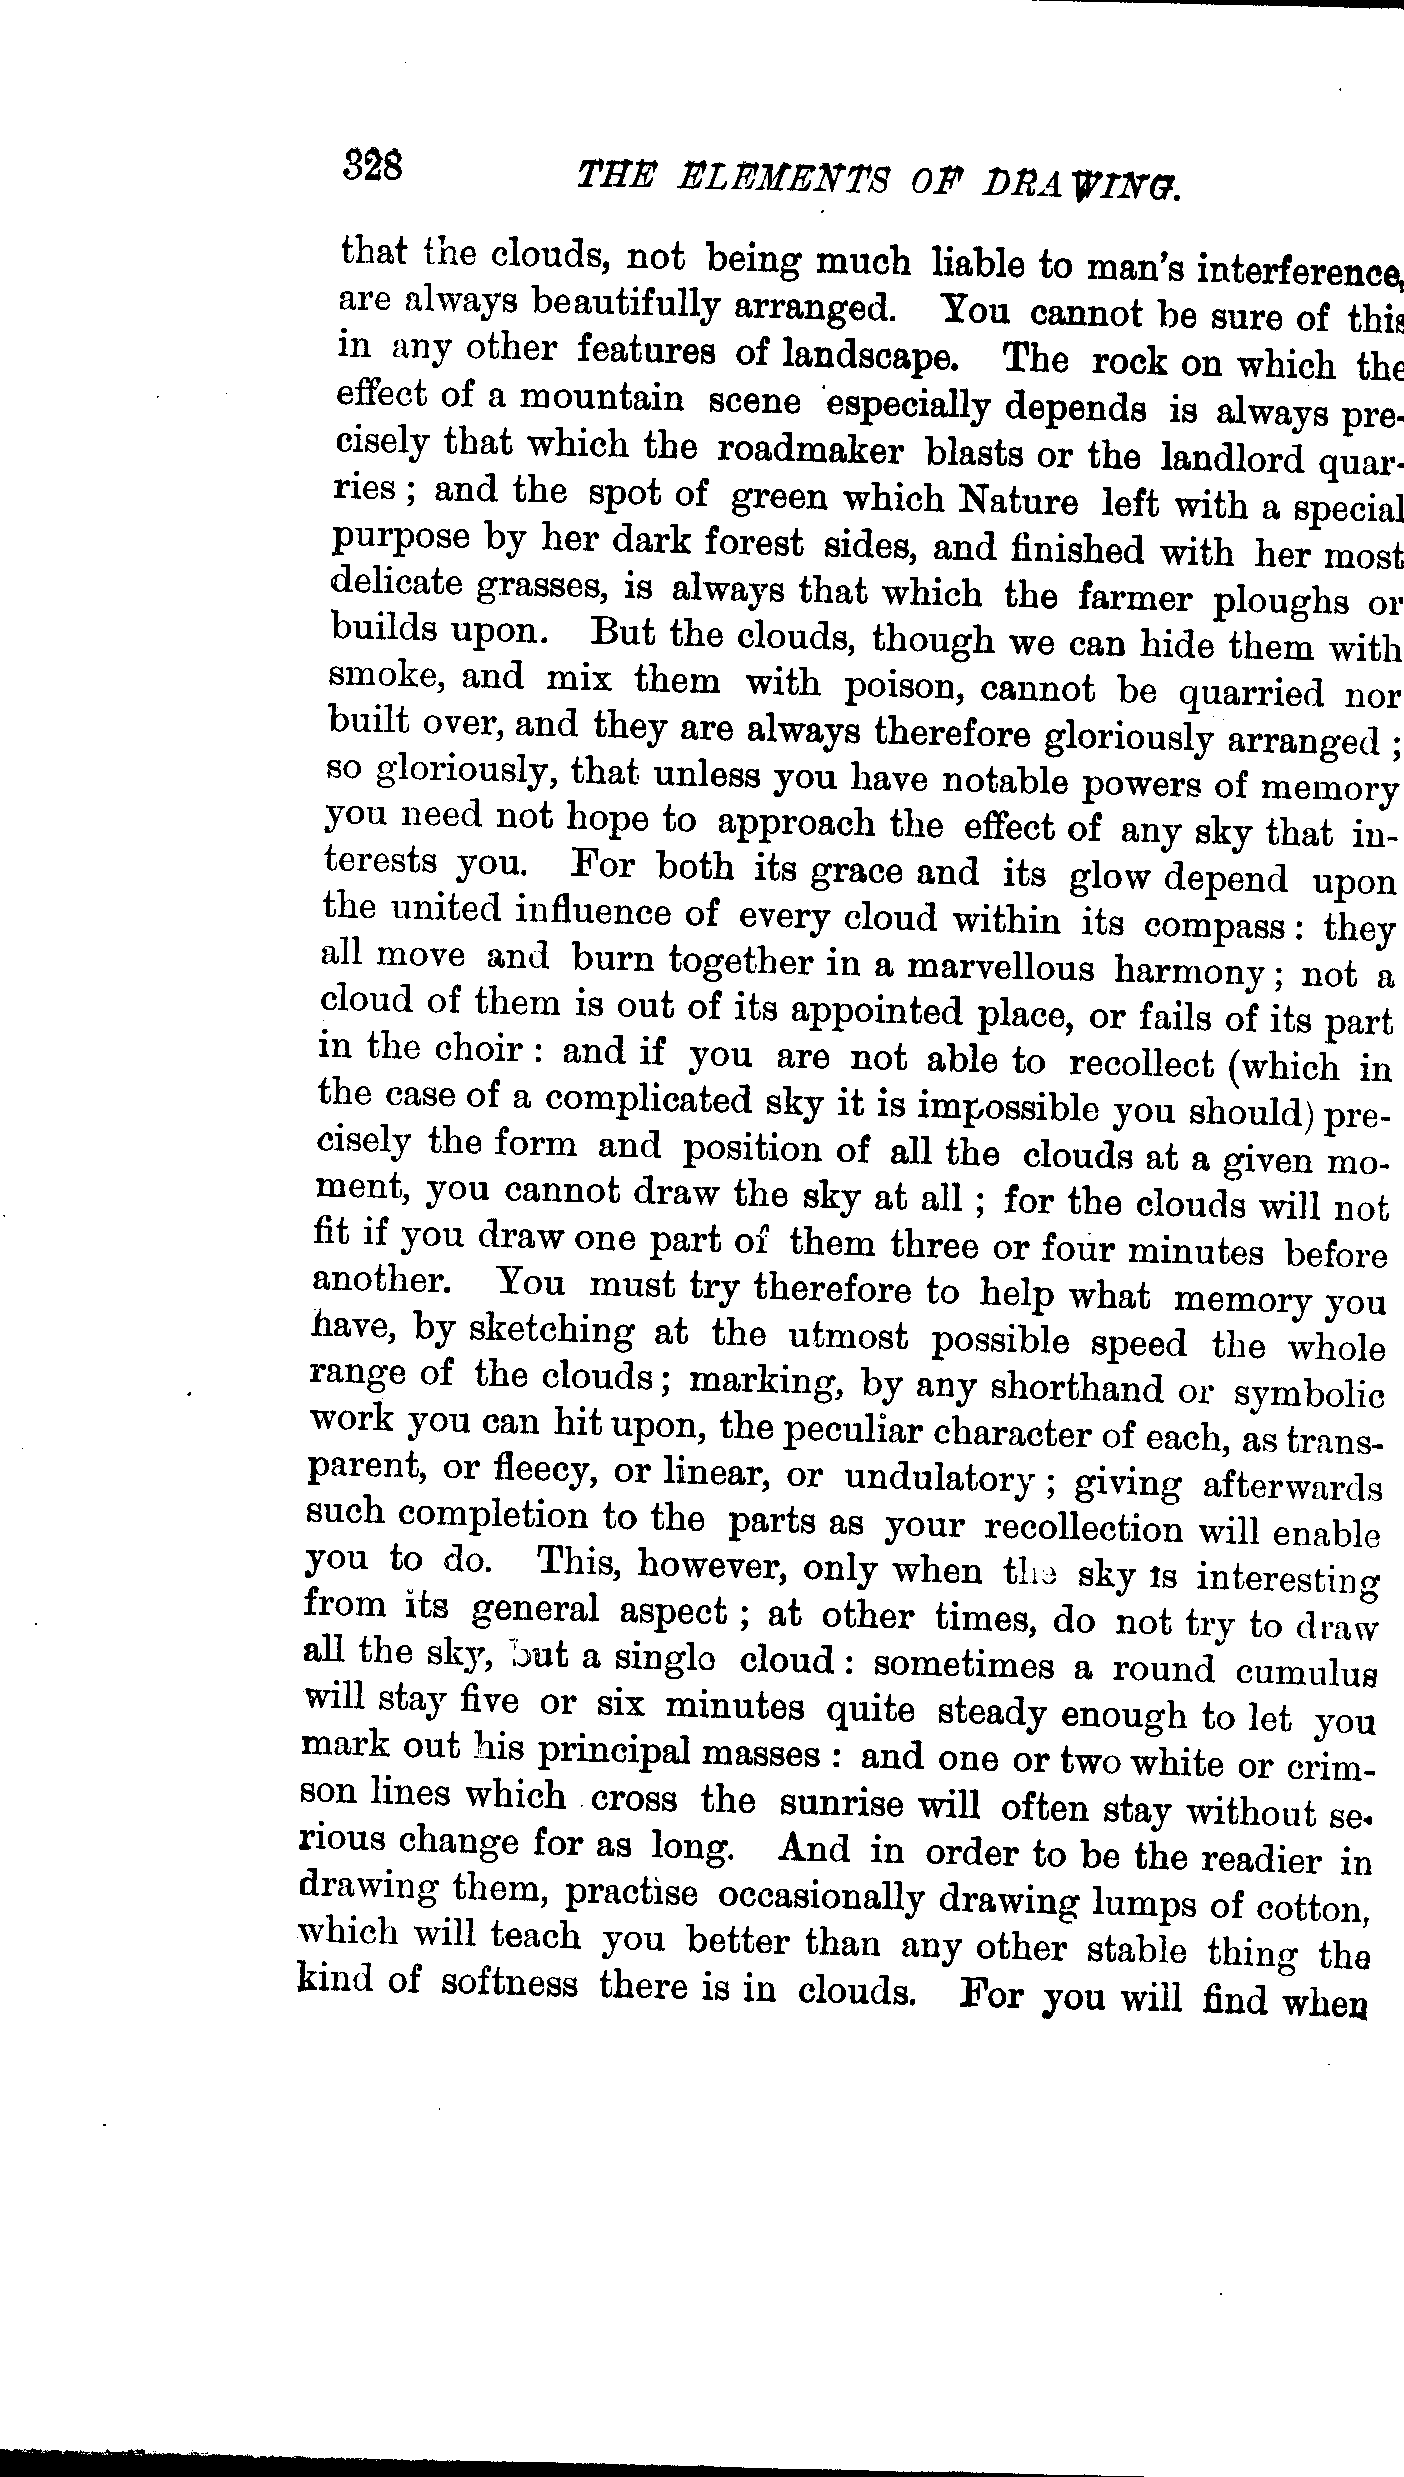 328 THE ELEMENTS OF DRAWING.
that the clouds, not being much liable to man's interference,
are always beautifully arranged. You cannot be sure of this
in any other features of landscape. The rock on which the
effect of a mountain scene especially depends is always pre-
cisely that which the roadmaker blasts or the landlord quar-
ries ; and the spot of green which Nature left with a special
purpose by her dark forest sides, and finished with her most
delicate grasses, is always that which the farmer ploughs or
builds upon. But the clouds, though we can hide them with
smoke, and mix them with poison, cannot be quarried nor
built over, and they are always therefore gloriously arranged ;
so gloriously, that unless you have notable powers of memory
you need not hope to approach the effect of any sky that in-
terests you. For both its grace and its glow depend upon
the united influence of every cloud within its compass : they
all move and burn together in a marvellous harmony ; not a
cloud of them is out of its appointed place, or fails of its part
in the choir : and if you are not able to recollect (which in
the case of a complicated sky it is impossible you should) pre-
cisely the form and position of all the clouds at a given mo-
ment, you cannot draw the sky at all ; for the clouds will not
fit if you draw one part of them three or four minutes before
another. You must try therefore to help what memory you
have, by sketching at the utmost possible speed the whole
range of the clouds ; marking, by any shorthand or symbolic
work you can hit upon, the peculiar character of each, as trans-
parent, or fleecy, or linear, or undulatory ; giving afterwards
such completion to the parts as your recollection will enable
you to do. This, however, only when the sky is interesting
from its general aspect ; at other times, do not try to draw
all the sky, but a single cloud : sometimes a round cumulus
will stay five or six minutes quite steady enough to let you
mark out his principal masses : and one or two white or crim-
son lines which cross the sunrise will often stay without se-
rious change for as long. And in order to be the readier in
drawing them, practise occasionally drawing lumps of cotton,
which will teach you better than any other stable thing the
kind of softness there is in clouds. For you will find when